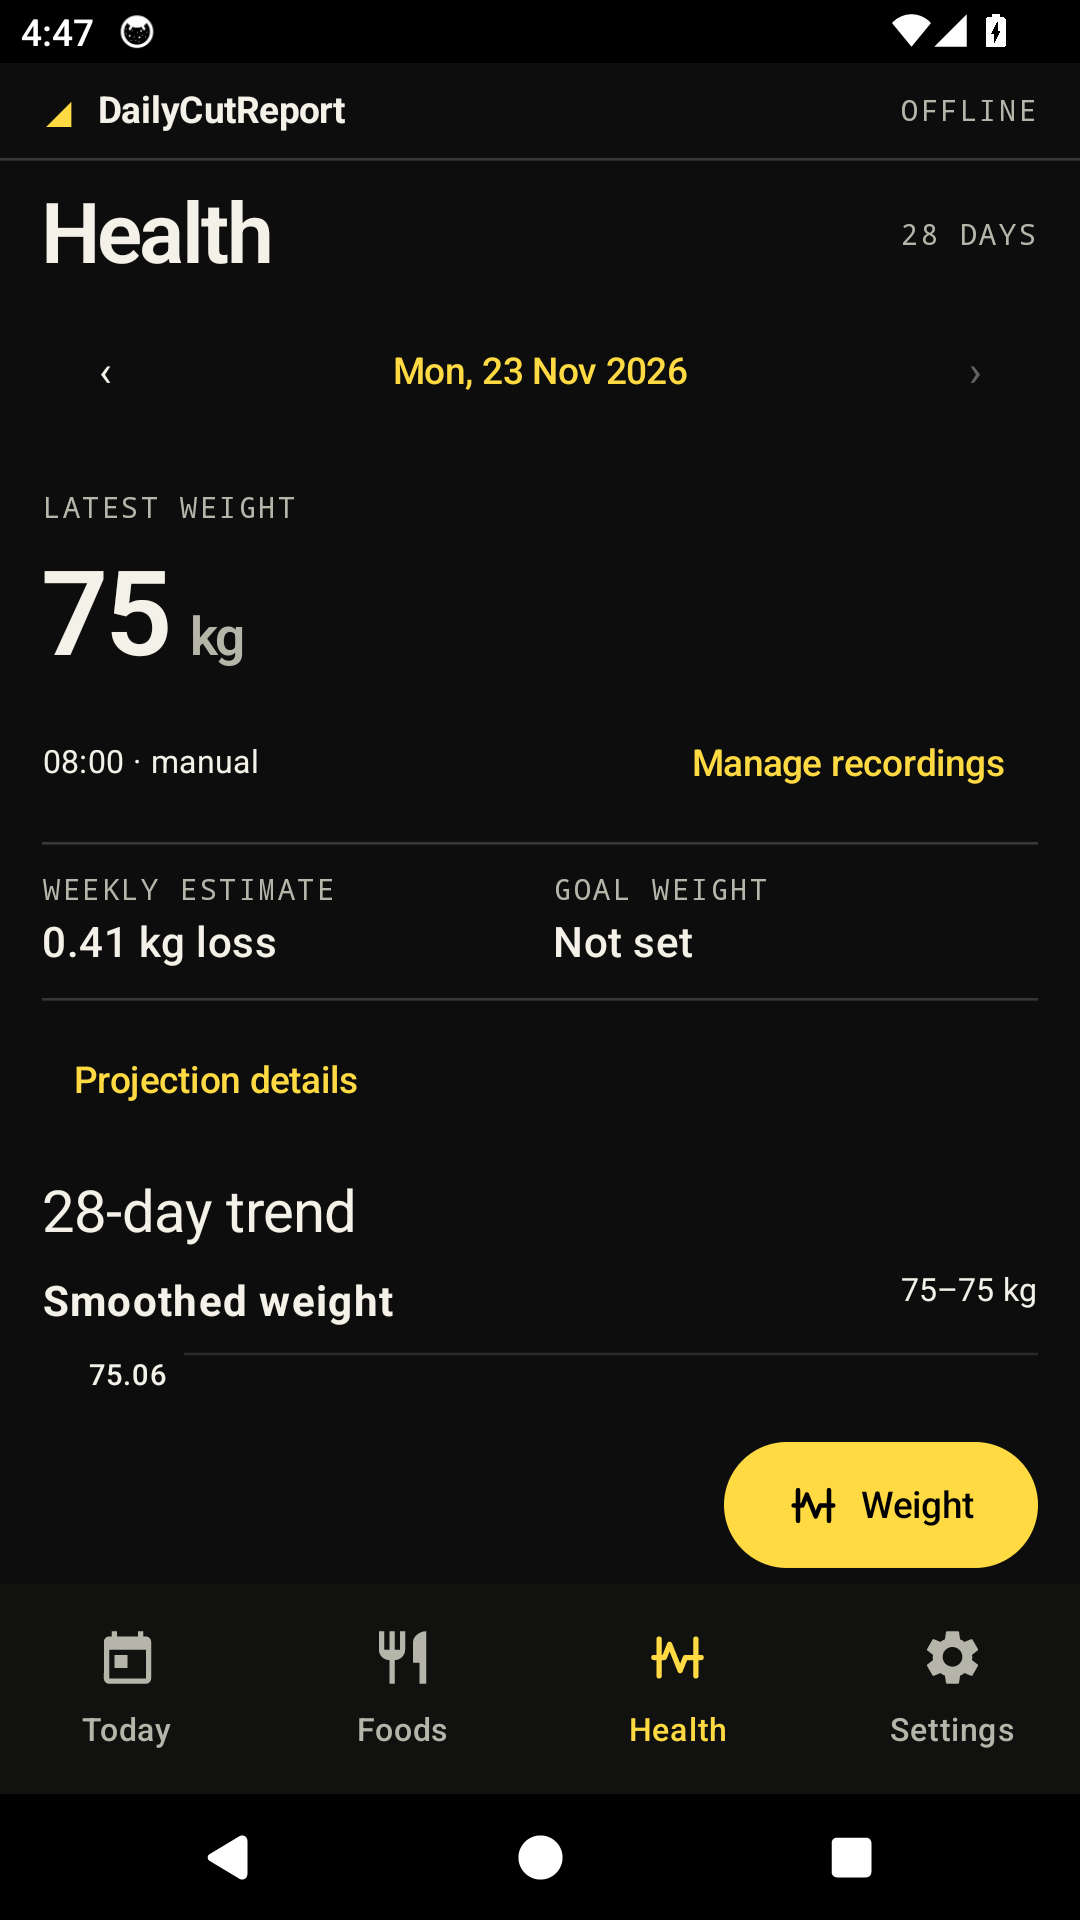 4:47
DailyCutReport
OFFLINE
Health
28 DAYS
‹ Mon, 23 Nov 2026 ›
LATEST WEIGHT
75 kg
08:00 · manual
Manage recordings
WEEKLY ESTIMATE
0.41 kg loss
GOAL WEIGHT
Not set
Projection details
28-day trend
Smoothed weight
75–75 kg
75.06
Weight
Today
Foods
Health
Settings